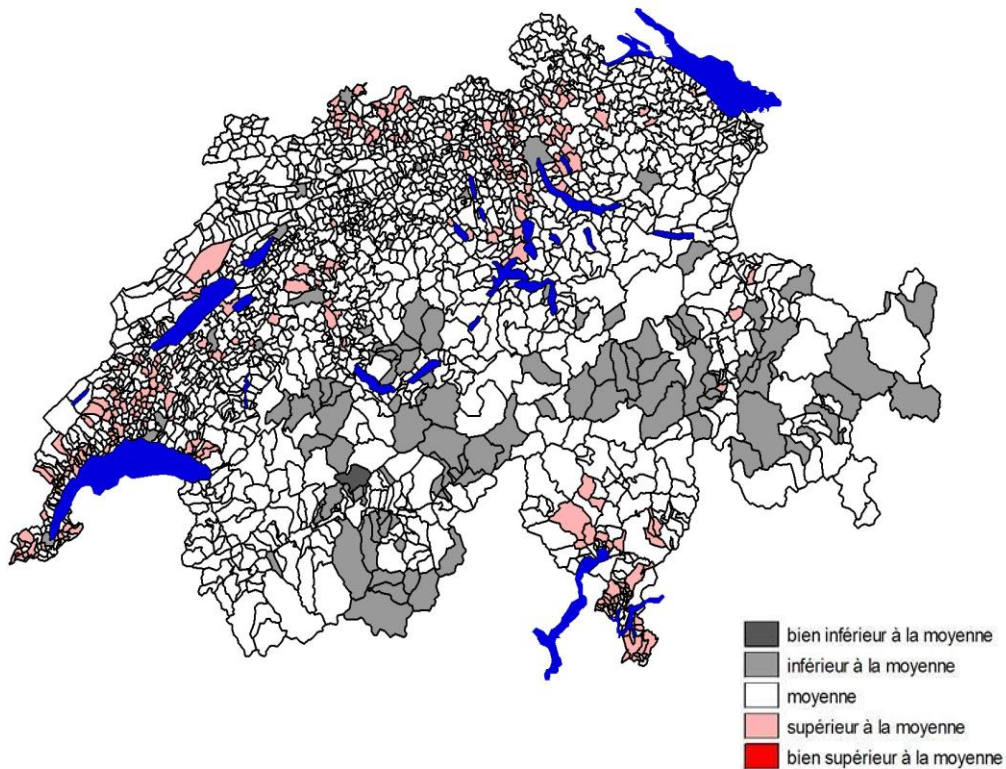 bien inférieur à la moyenne
inférieur à la moyenne
moyenne
supérieur à la moyenne
bien supérieur à la moyenne